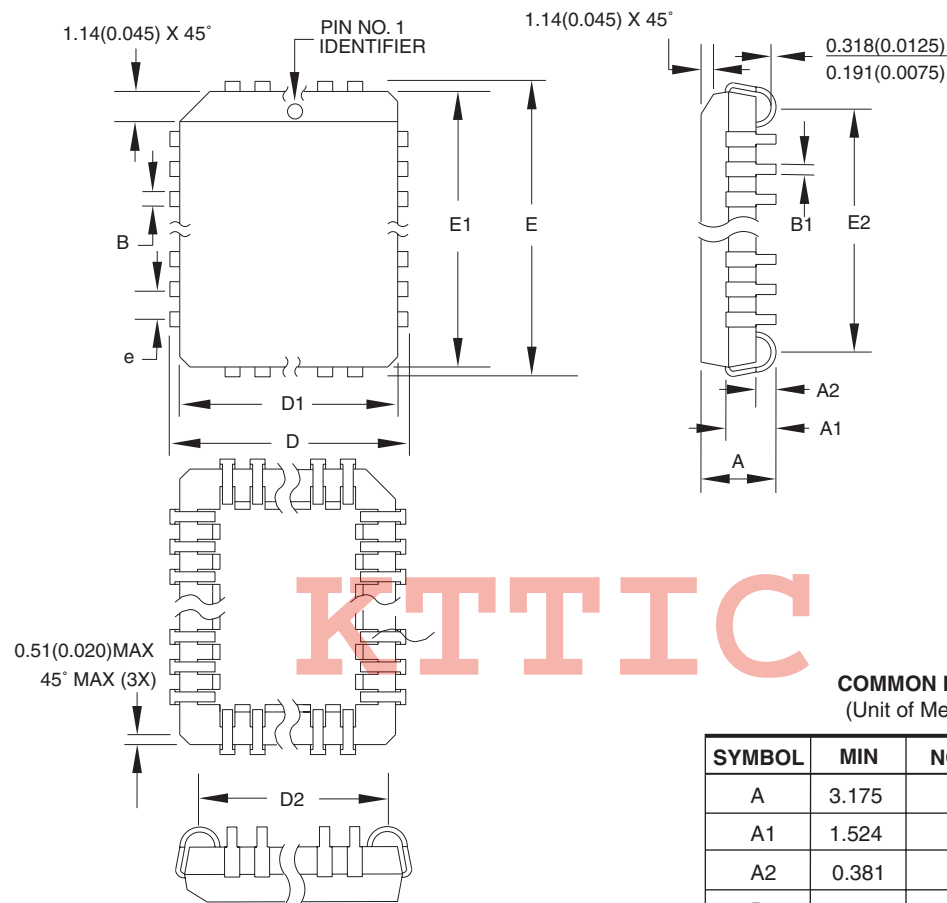 1.14(0.045) X 45˚
PIN NO. 1
IDENTIFIER
1.14(0.045) X 45˚
0.318(0.0125)
0.191(0.0075)
B
e
E1
E
B1
E2
D1
D
A2
A1
A
KTTIC
0.51(0.020)MAX
45˚ MAX (3X)
D2
COMMON
(Unit of
SYMBOL MIN
A 3.175
A1 1.524
A2 0.381